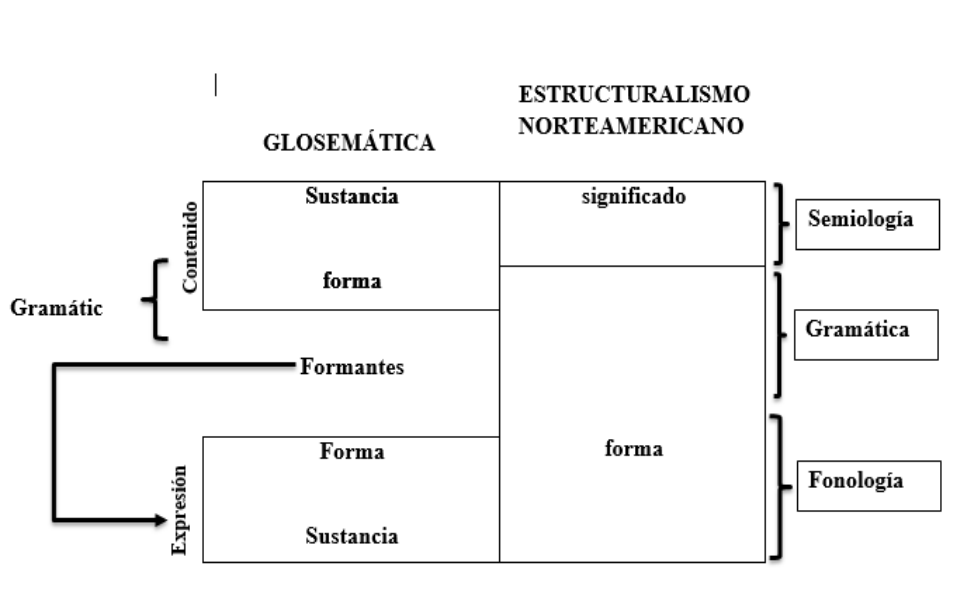 ESTRUCTURALISMO
NORTEAMERICANO
GLOSEMÁTICA
Contenido
Sustancia
significado
Semiología
forma
Gramátic
Gramática
Formantes
Expresión
Forma
forma
Fonología
Sustancia